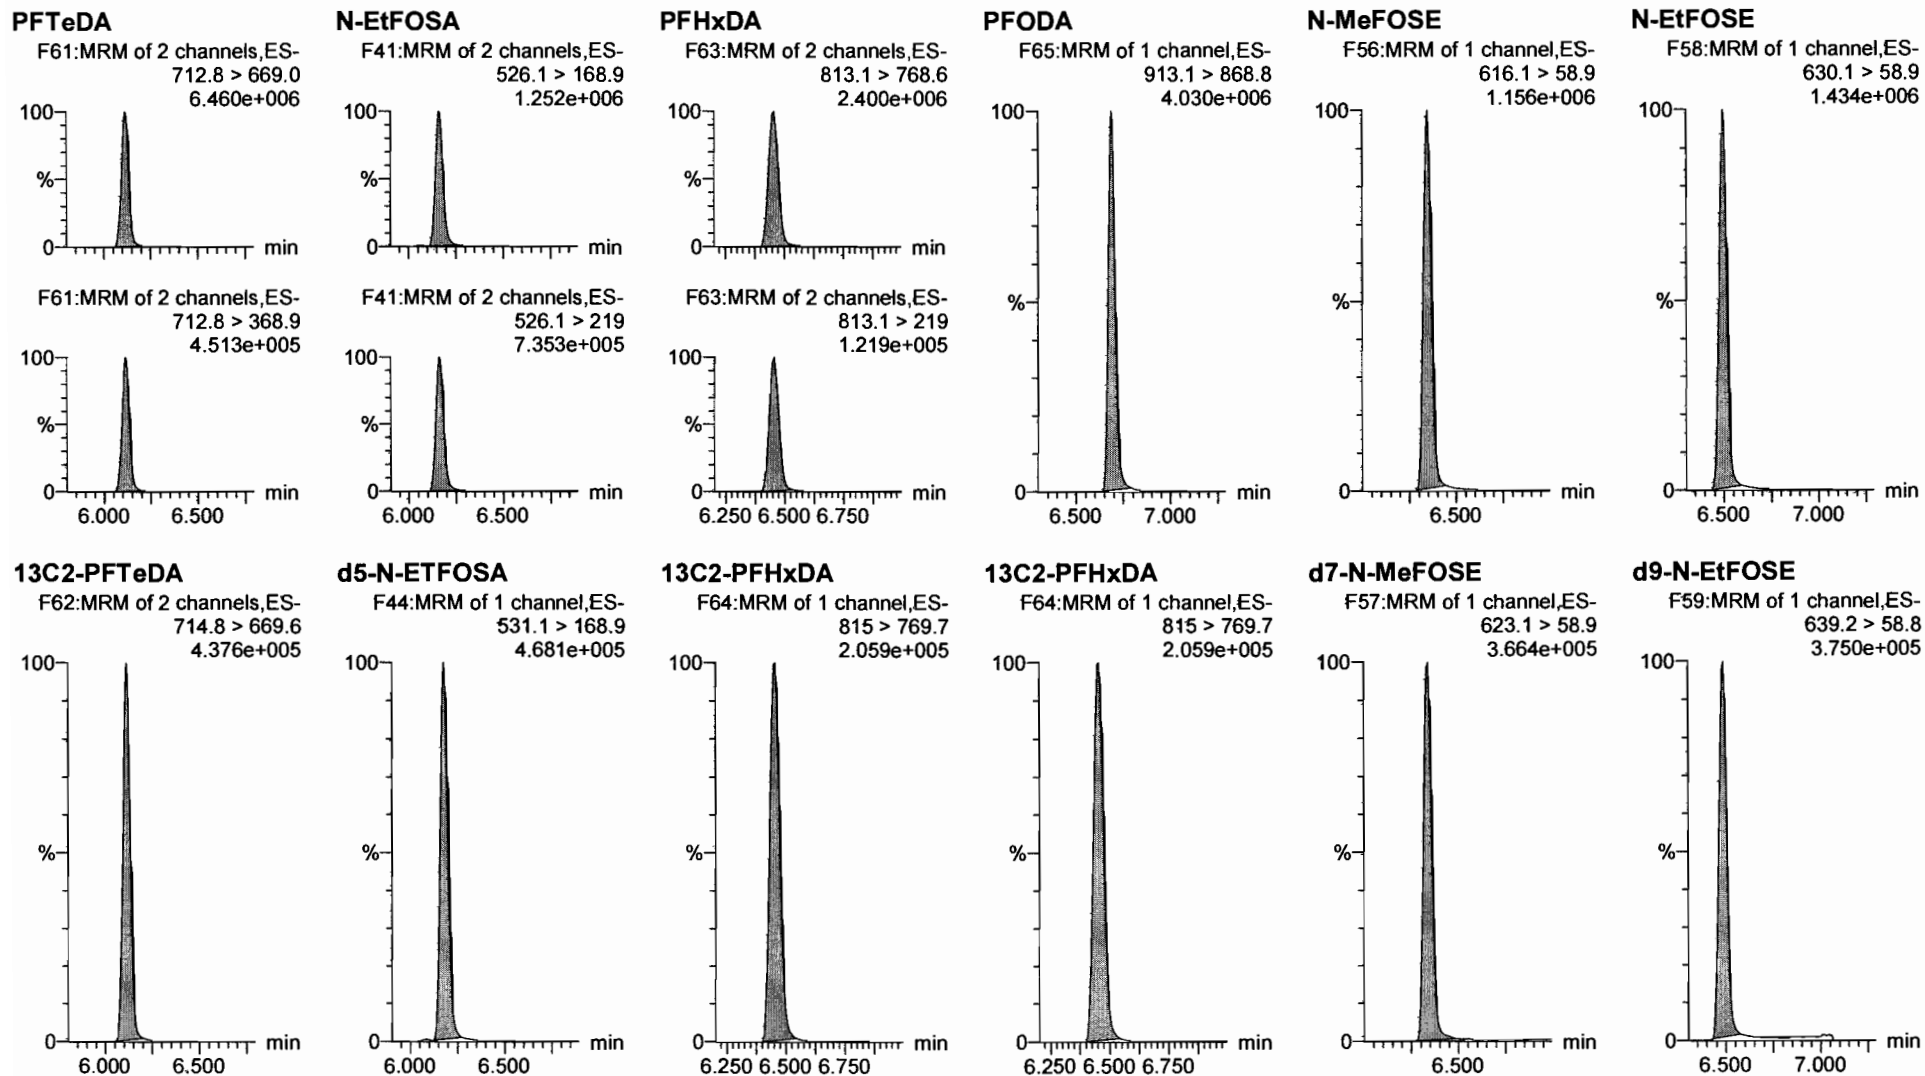 PFTeDA
F61:MRM of 2 channels,ES-
712.8 > 669.0
6.460e+006
100
%
0
min
F61:MRM of 2 channels,ES-
712.8 > 368.9
4.513e+005
100
%
0
min
6.000 6.500
N-EtFOSA
F41:MRM of 2 channels,ES-
526.1 > 168.9
1.252e+006
100
%
0
min
F41:MRM of 2 channels,ES-
526.1 > 219
7.353e+005
100
%
0
min
6.000 6.500
PFHxDA
F63:MRM of 2 channels,ES-
813.1 > 768.6
2.400e+006
100
%
0
min
F63:MRM of 2 channels,ES-
813.1 > 219
1.219e+005
100
%
0
min
6.250 6.500 6.750
PFODA
F65:MRM of 1 channel,ES-
913.1 > 868.8
4.030e+006
100
%
0
min
6.500 7.000
N-MeFOSE
F56:MRM of 1 channel,ES-
616.1 > 58.9
1.156e+006
100
%
0
min
6.500
N-EtFOSE
F58:MRM of 1 channel,ES-
630.1 > 58.9
1.434e+006
100
%
0
min
6.500 7.000
13C2-PFTeDA
F62:MRM of 2 channels,ES-
714.8 > 669.6
4.376e+005
100
%
0
min
6.000 6.500
d5-N-ETFOSA
F44:MRM of 1 channel,ES-
531.1 > 168.9
4.681e+005
100
%
0
min
6.000 6.500
13C2-PFHxDA
F64:MRM of 1 channel,ES-
815 > 769.7
2.059e+005
100
%
0
min
6.250 6.500 6.750
13C2-PFHxDA
F64:MRM of 1 channel,ES-
815 > 769.7
2.059e+005
100
%
0
min
6.250 6.500 6.750
d7-N-MeFOSE
F57:MRM of 1 channel,ES-
623.1 > 58.9
3.664e+005
100
%
0
min
6.500
d9-N-EtFOSE
F59:MRM of 1 channel,ES-
639.2 > 58.8
3.750e+005
100
%
0
min
6.500 7.000